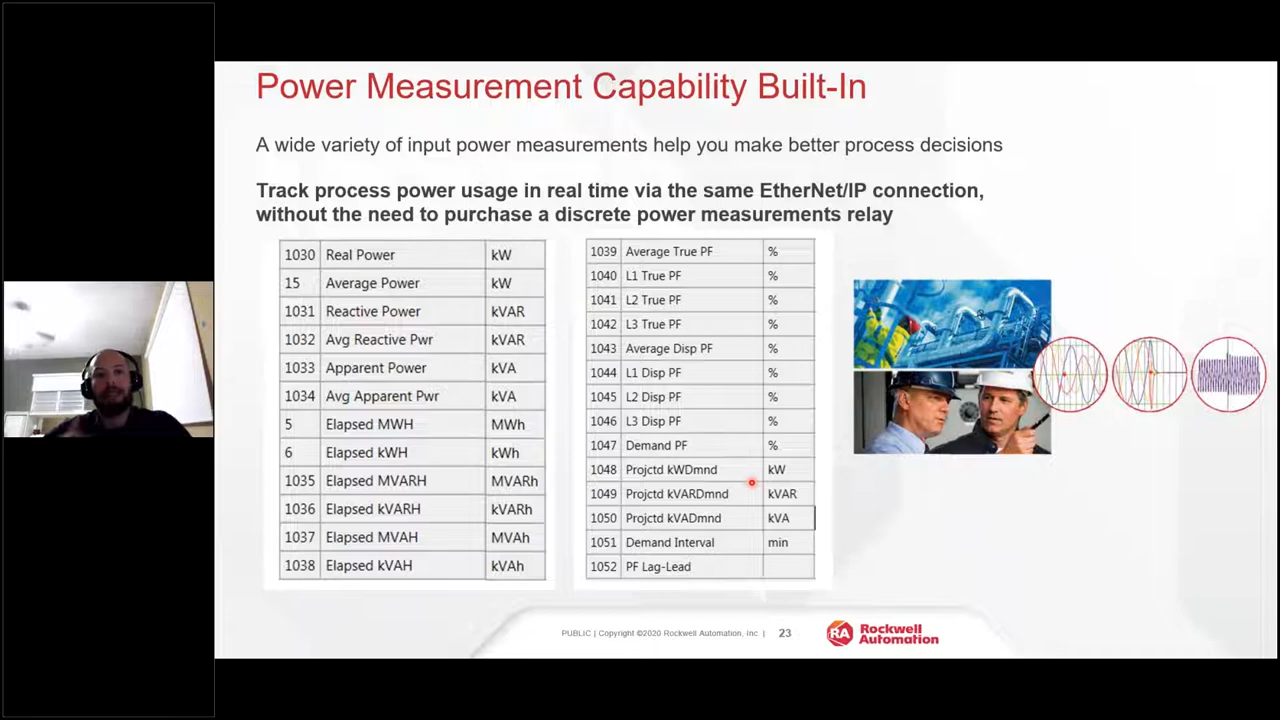 Power Measurement Capability Built-In
A wide variety of input power measurements help you make better process decisions
Track process power usage in real time via the same EtherNet/IP connection,
without the need to purchase a discrete power measurements relay
1030 Real Power kW
15 Average Power kW
1031 Reactive Power kVAR
1032 Avg Reactive Pwr kVAR
1033 Apparent Power kVA
1034 Avg Apparent Pwr kVA
5 Elapsed MWH MWh
6 Elapsed kWH kWh
1035 Elapsed MVARH MVARh
1036 Elapsed kVARH kVARh
1037 Elapsed MVAH MVAh
1038 Elapsed kVAH kVAh
1039 Average True PF %
1040 L1 True PF %
1041 L2 True PF %
1042 L3 True PF %
1043 Average Disp PF %
1044 L1 Disp PF %
1045 L2 Disp PF %
1046 L3 Disp PF %
1047 Demand PF %
1048 Projctd kWDmnd kW
1049 Projctd kVARDmnd kVAR
1050 Projctd kVADmnd kVA
1051 Demand Interval min
1052 PF Lag-Lead
PUBLIC | Copyright ©2020 Rockwell Automation, Inc. | 23
RA Rockwell
Automation